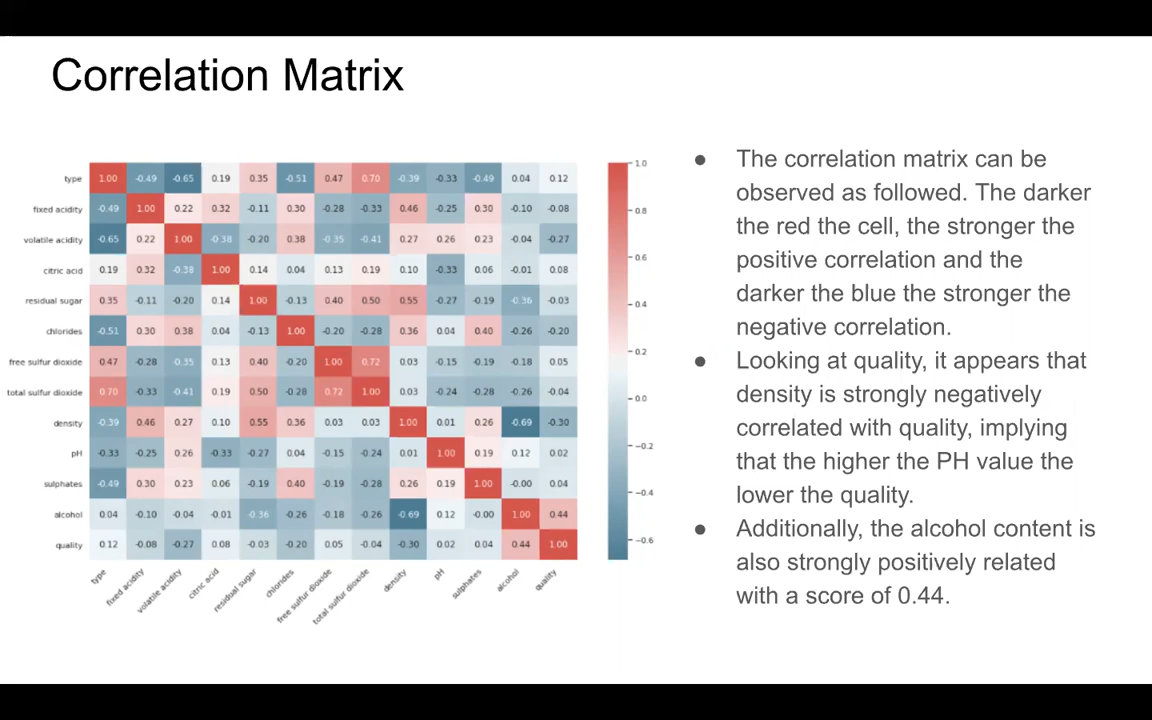 Correlation Matrix
type 1.00 -0.49 -0.65 0.19 0.35 -0.51 0.47 0.70 -0.39 -0.33 -0.49 0.04 0.12
fixed acidity -0.49 1.00 0.22 0.32 -0.11 0.30 -0.28 -0.33 0.46 -0.25 0.30 -0.10 -0.08
volatile acidity -0.65 0.22 1.00 -0.38 -0.20 0.38 -0.35 -0.41 0.27 0.26 0.23 -0.04 -0.27
citric acid 0.19 0.32 -0.38 1.00 0.14 0.04 0.13 0.19 0.10 -0.33 0.06 -0.01 0.08
residual sugar 0.35 -0.11 -0.20 0.14 1.00 -0.13 0.40 0.50 0.55 -0.27 -0.19 -0.36 -0.03
chlorides -0.51 0.30 0.38 0.04 -0.13 1.00 -0.20 -0.28 0.36 0.04 0.40 -0.26 -0.20
free sulfur dioxide 0.47 -0.28 -0.35 0.13 0.40 -0.20 1.00 0.72 0.03 -0.15 -0.19 -0.18 0.05
total sulfur dioxide 0.70 -0.33 -0.41 0.19 0.50 -0.28 0.72 1.00 0.03 -0.24 -0.28 -0.26 -0.04
density -0.39 0.46 0.27 0.10 0.55 0.36 0.03 0.03 1.00 0.01 0.26 -0.69 -0.30
pH -0.33 -0.25 0.26 -0.33 -0.27 0.04 -0.15 -0.24 0.01 1.00 0.19 0.12 0.02
sulphates -0.49 0.30 0.23 0.06 -0.19 0.40 -0.19 -0.28 0.26 0.19 1.00 -0.00 0.04
alcohol 0.04 -0.10 -0.04 -0.01 -0.36 -0.26 -0.18 -0.26 -0.69 0.12 -0.00 1.00 0.44
quality 0.12 -0.08 -0.27 0.08 -0.03 -0.20 0.05 -0.04 -0.30 0.02 0.04 0.44 1.00
type fixed acidity volatile acidity citric acid residual sugar chlorides free sulfur dioxide total sulfur dioxide density pH sulphates alcohol quality
1.0
0.8
0.6
0.4
0.2
0.0
−0.2
−0.4
−0.6
● The correlation matrix can be
observed as followed. The darker
the red the cell, the stronger the
positive correlation and the
darker the blue the stronger the
negative correlation.
● Looking at quality, it appears that
density is strongly negatively
correlated with quality, implying
that the higher the PH value the
lower the quality.
● Additionally, the alcohol content is
also strongly positively related
with a score of 0.44.